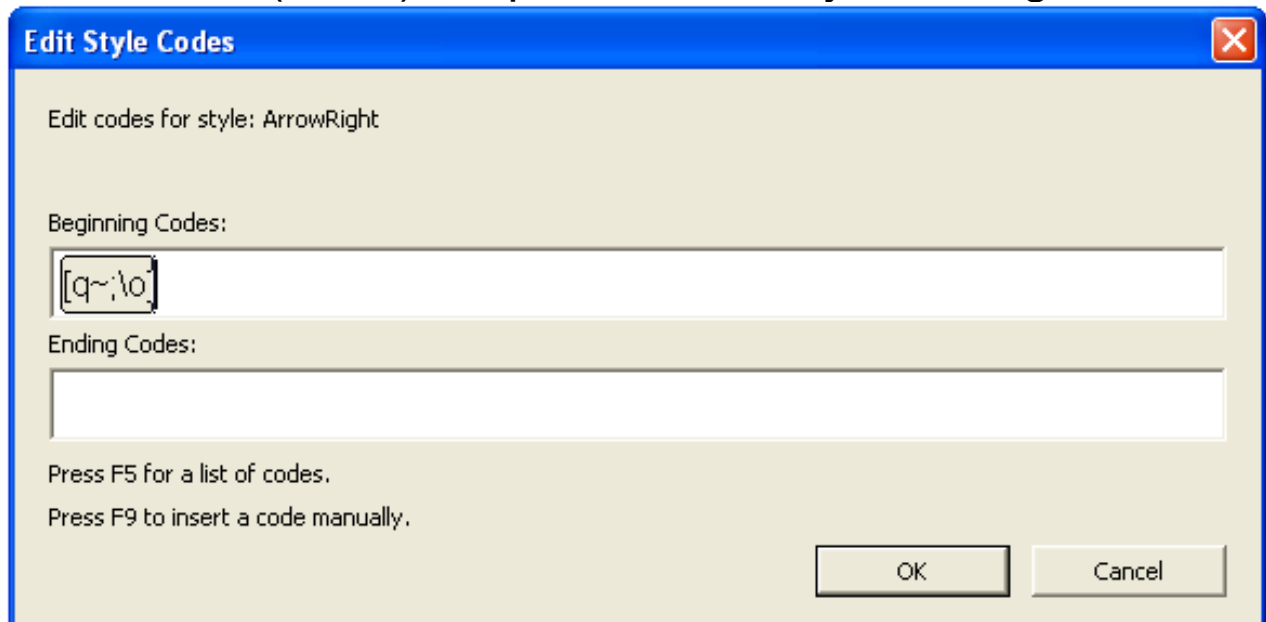 Edit Style Codes
Edit codes for style: ArrowRight
Beginning Codes:
[q~;\o]
Ending Codes:
Press F5 for a list of codes.
Press F9 to insert a code manually.
OK Cancel